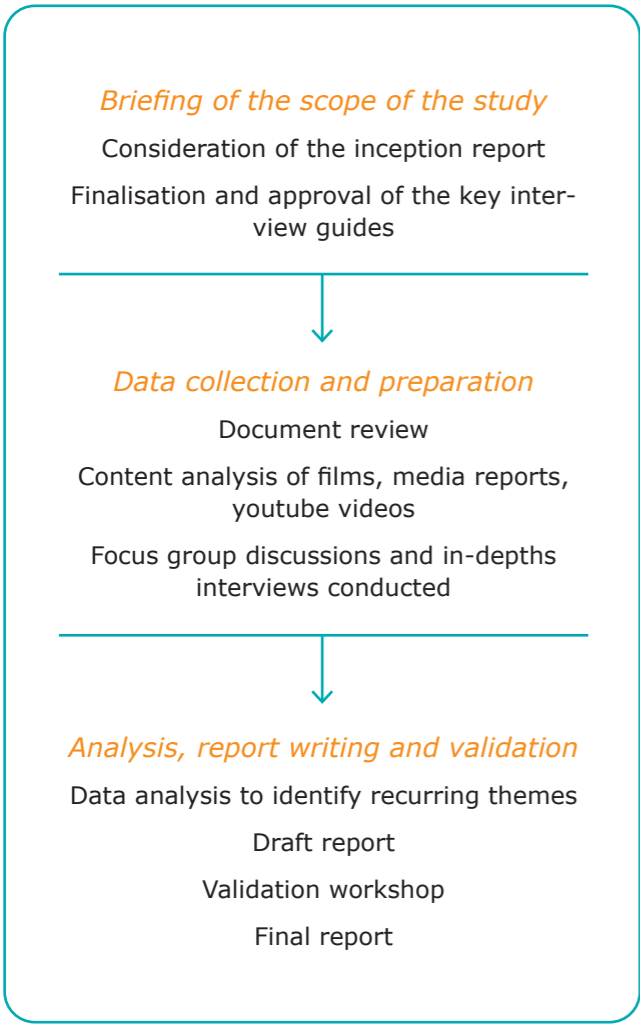 Briefing of the scope of the study
Consideration of the inception report
Finalisation and approval of the key inter-
view guides
Data collection and preparation
Document review
Content analysis of films, media reports,
youtube videos
Focus group discussions and in-depths
interviews conducted
Analysis, report writing and validation
Data analysis to identify recurring themes
Draft report
Validation workshop
Final report